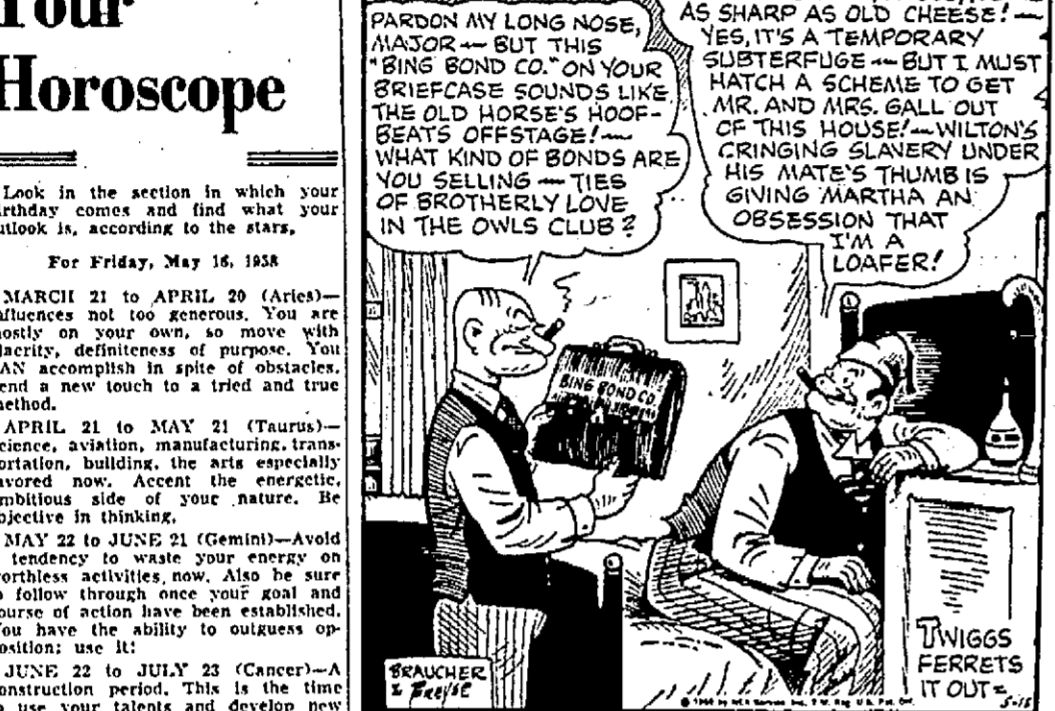 Your
Horoscope
Look in the section in which your
irthday comes and find what your
utlook is, according to the stars.
For Friday, May 16, 1958
MARCH 21 to APRIL 20 (Aries)—
nfluences not too generous. You are
ostly on your own, so move with
lacrity, definiteness of purpose. You
AN accomplish in spite of obstacles.
end a new touch to a tried and true
ethod.
APRIL 21 to MAY 21 (Taurus)—
cience, aviation, manufacturing, trans-
ortation, building, the arts especially
avored now. Accent the energetic,
mbitious side of your nature. Be
bjective in thinking.
MAY 22 to JUNE 21 (Gemini)—Avoid
tendency to waste your energy on
orthless activities, now. Also be sure
o follow through once your goal and
ourse of action have been established.
ou have the ability to outguess op-
osition; use it!
JUNE 22 to JULY 23 (Cancer)—A
onstruction period. This is the time
o use your talents and develop new
PARDON MY LONG NOSE,
MAJOR — BUT THIS
"BING BOND CO." ON YOUR
BRIEFCASE SOUNDS LIKE
THE OLD HORSE'S HOOF-
BEATS OFFSTAGE! —
WHAT KIND OF BONDS ARE
YOU SELLING — TIES
OF BROTHERLY LOVE
IN THE OWLS CLUB?
AS SHARP AS OLD CHEESE! —
YES, IT'S A TEMPORARY
SUBTERFUGE — BUT I MUST
HATCH A SCHEME TO GET
MR. AND MRS. GALL OUT
OF THIS HOUSE! — WILTON'S
CRINGING SLAVERY UNDER
HIS MATE'S THUMB IS
GIVING MARTHA AN
OBSESSION THAT
I'M A
LOAFER!
BING BOND CO.
BRAUCHER
& FREYSE
TWIGGS
FERRETS
IT OUT =
5-15